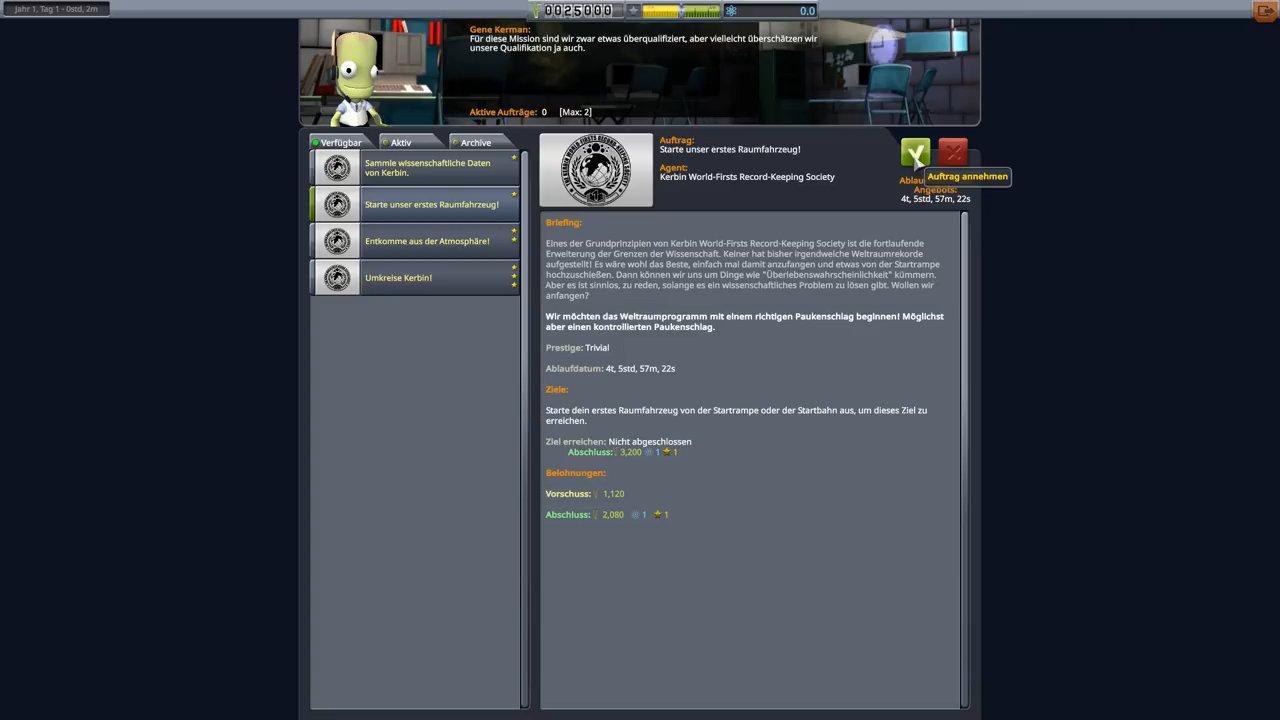 Jahr 1, Tag 1 - 0std, 2m
0025000
0.0
Gene Kerman:
Für diese Mission sind wir zwar etwas überqualifiziert, aber vielleicht überschätzen wir
unsere Qualifikation ja auch.
Aktive Aufträge: 0 [Max: 2]
Verfügbar
Aktiv
Archive
Sammle wissenschaftliche Daten
von Kerbin.
Starte unser erstes Raumfahrzeug!
Entkomme aus der Atmosphäre!
Umkreise Kerbin!
KERBIN WORLD-FIRSTS RECORD-KEEPING SOCIETY
Auftrag:
Starte unser erstes Raumfahrzeug!
Agent:
Kerbin World-Firsts Record-Keeping Society
Auftrag annehmen
Angebots:
4t, 5std, 57m, 22s
Briefing:
Eines der Grundprinzipien von Kerbin World-Firsts Record-Keeping Society ist die fortlaufende
Erweiterung der Grenzen der Wissenschaft. Keiner hat bisher irgendwelche Weltraumrekorde
aufgestellt! Es wäre wohl das Beste, einfach mal damit anzufangen und etwas von der Startrampe
hochzuschießen. Dann können wir uns um Dinge wie "Überlebenswahrscheinlichkeit" kümmern.
Aber es ist sinnlos, zu reden, solange es ein wissenschaftliches Problem zu lösen gibt. Wollen wir
anfangen?
Wir möchten das Weltraumprogramm mit einem richtigen Paukenschlag beginnen! Möglichst
aber einen kontrollierten Paukenschlag.
Prestige: Trivial
Ablaufdatum: 4t, 5std, 57m, 22s
Ziele:
Starte dein erstes Raumfahrzeug von der Startrampe oder der Startbahn aus, um dieses Ziel zu
erreichen.
Ziel erreichen: Nicht abgeschlossen
Abschluss: 3,200 1 1
Belohnungen:
Vorschuss: 1,120
Abschluss: 2,080 1 1